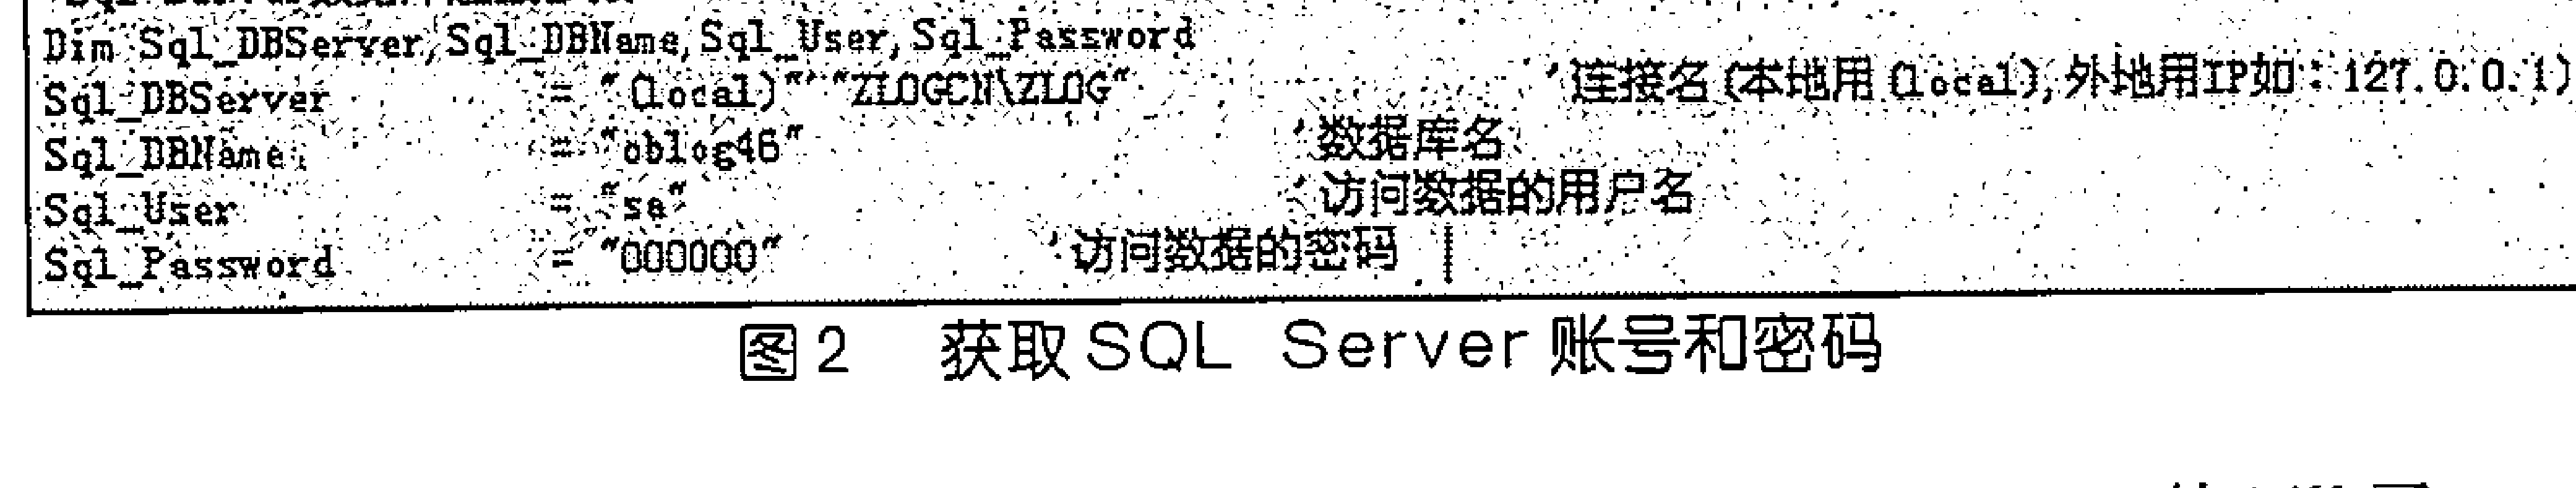 Dim Sql_DBServer,Sql_DBName,Sql_User,Sql_Password
Sql_DBServer = "(local)" '"ZLOGCN\ZLOG" '连接名(本地用(local),外地用IP如:127.0.0.1)
Sql_DBName = "oblog46" '数据库名
Sql_User = "sa" '访问数据的用户名
Sql_Password = "000000" '访问数据的密码
图2 获取SQL Server账号和密码